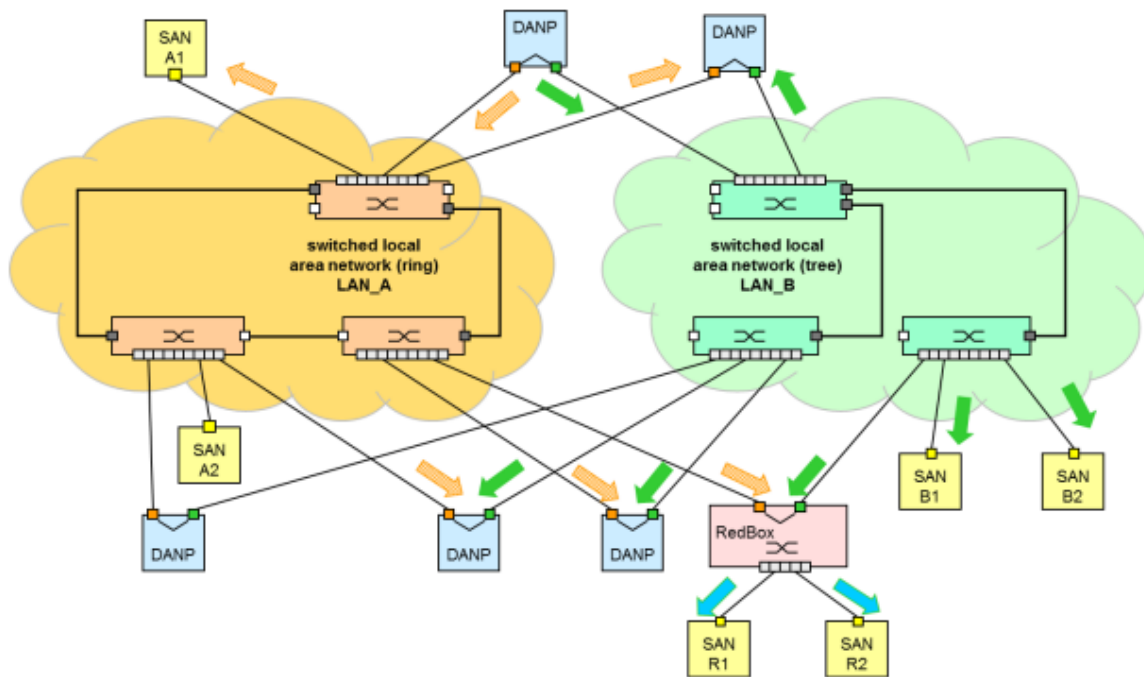 SAN
A1
DANP
DANP
switched local
area network (ring)
LAN_A
switched local
area network (tree)
LAN_B
SAN
A2
SAN
B1
SAN
B2
DANP
DANP
DANP
RedBox
SAN
R1
SAN
R2